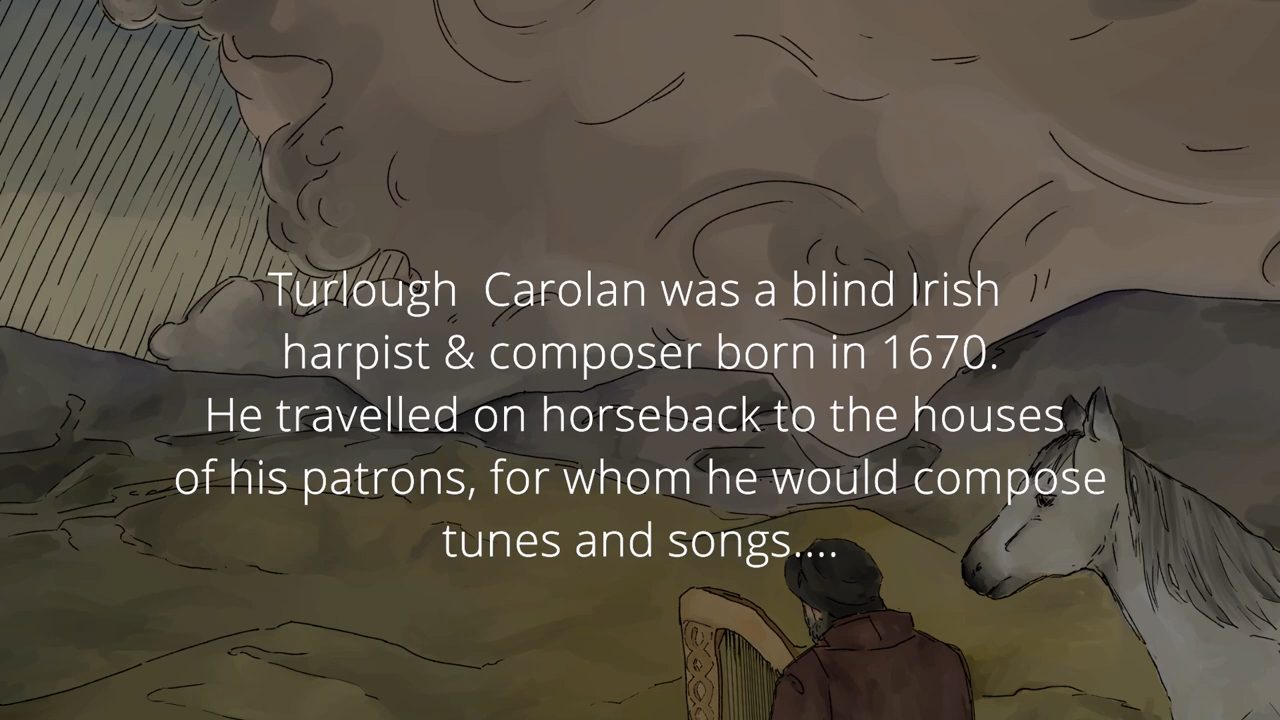 Turlough  Carolan was a blind Irish
harpist & composer born in 1670.
He travelled on horseback to the houses
of his patrons, for whom he would compose
tunes and songs....